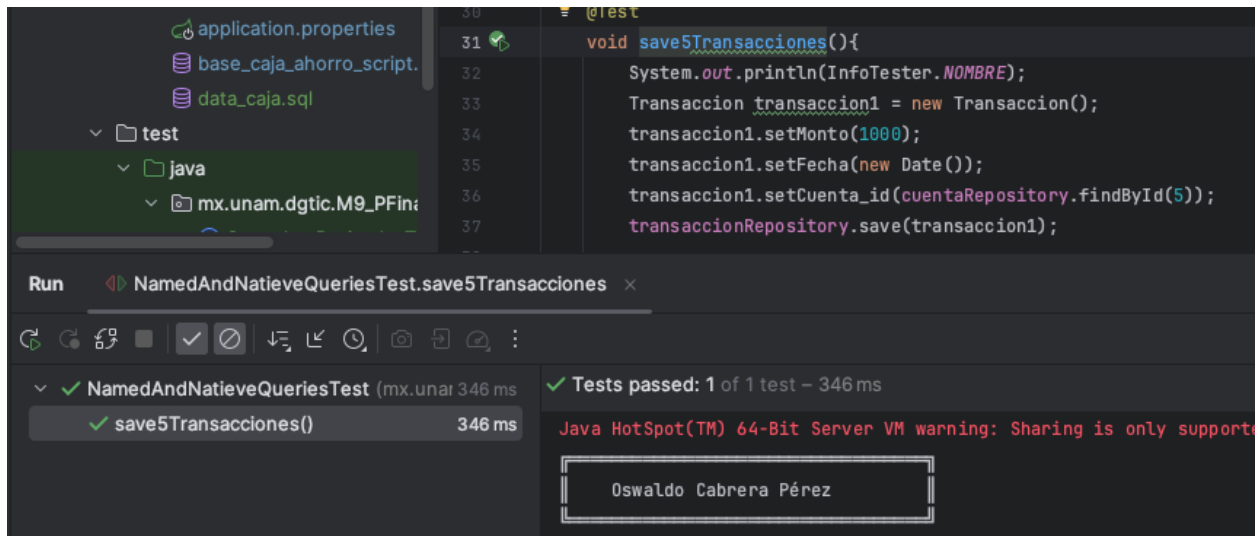 application.properties
base_caja_ahorro_script.
data_caja.sql
test
java
mx.unam.dgtic.M9_PFina
30 @Test
31 void save5Transacciones(){
32 System.out.println(InfoTester.NOMBRE);
33 Transaccion transaccion1 = new Transaccion();
34 transaccion1.setMonto(1000);
35 transaccion1.setFecha(new Date());
36 transaccion1.setCuenta_id(cuentaRepository.findById(5));
37 transaccionRepository.save(transaccion1);
Run NamedAndNatieveQueriesTest.save5Transacciones ×
NamedAndNatieveQueriesTest (mx.unar 346 ms
save5Transacciones() 346 ms
Tests passed: 1 of 1 test – 346 ms
Java HotSpot(TM) 64-Bit Server VM warning: Sharing is only supporte
Oswaldo Cabrera Pérez